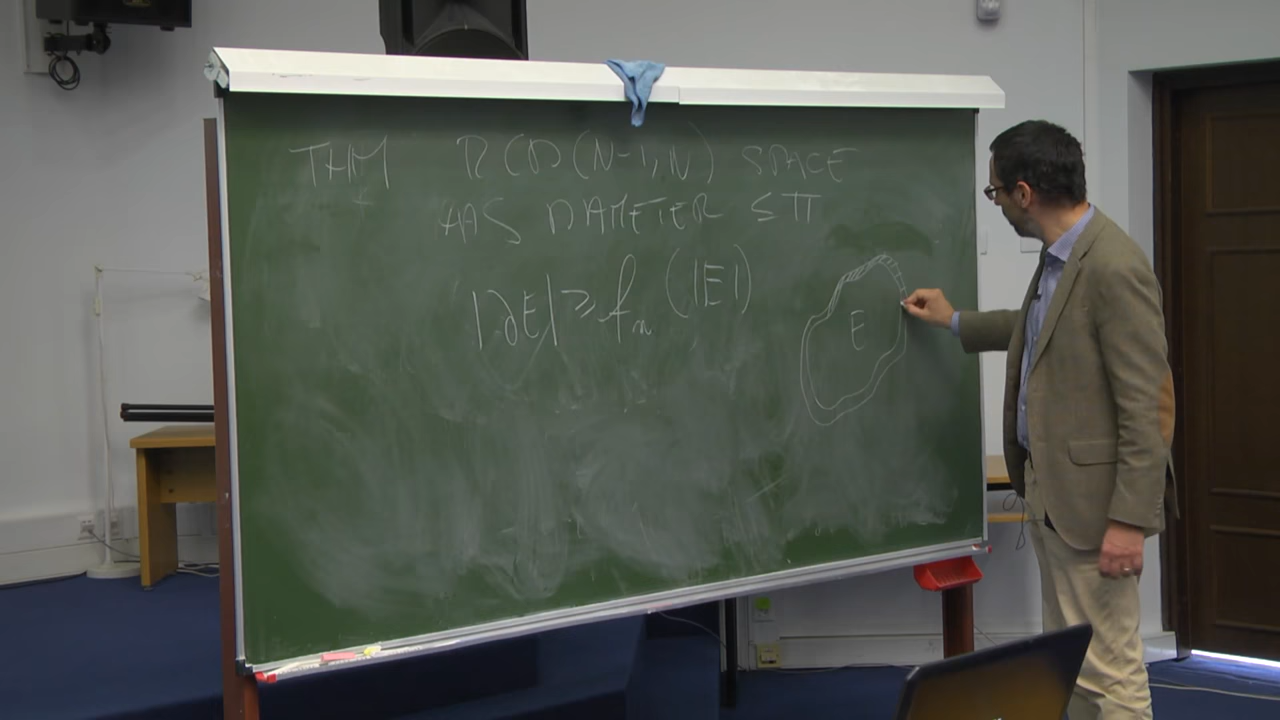 THM RCD(N-1,N) SPACE
HAS DIAMETER ≤ π
|∂E| ≥ f_n (|E|)
E